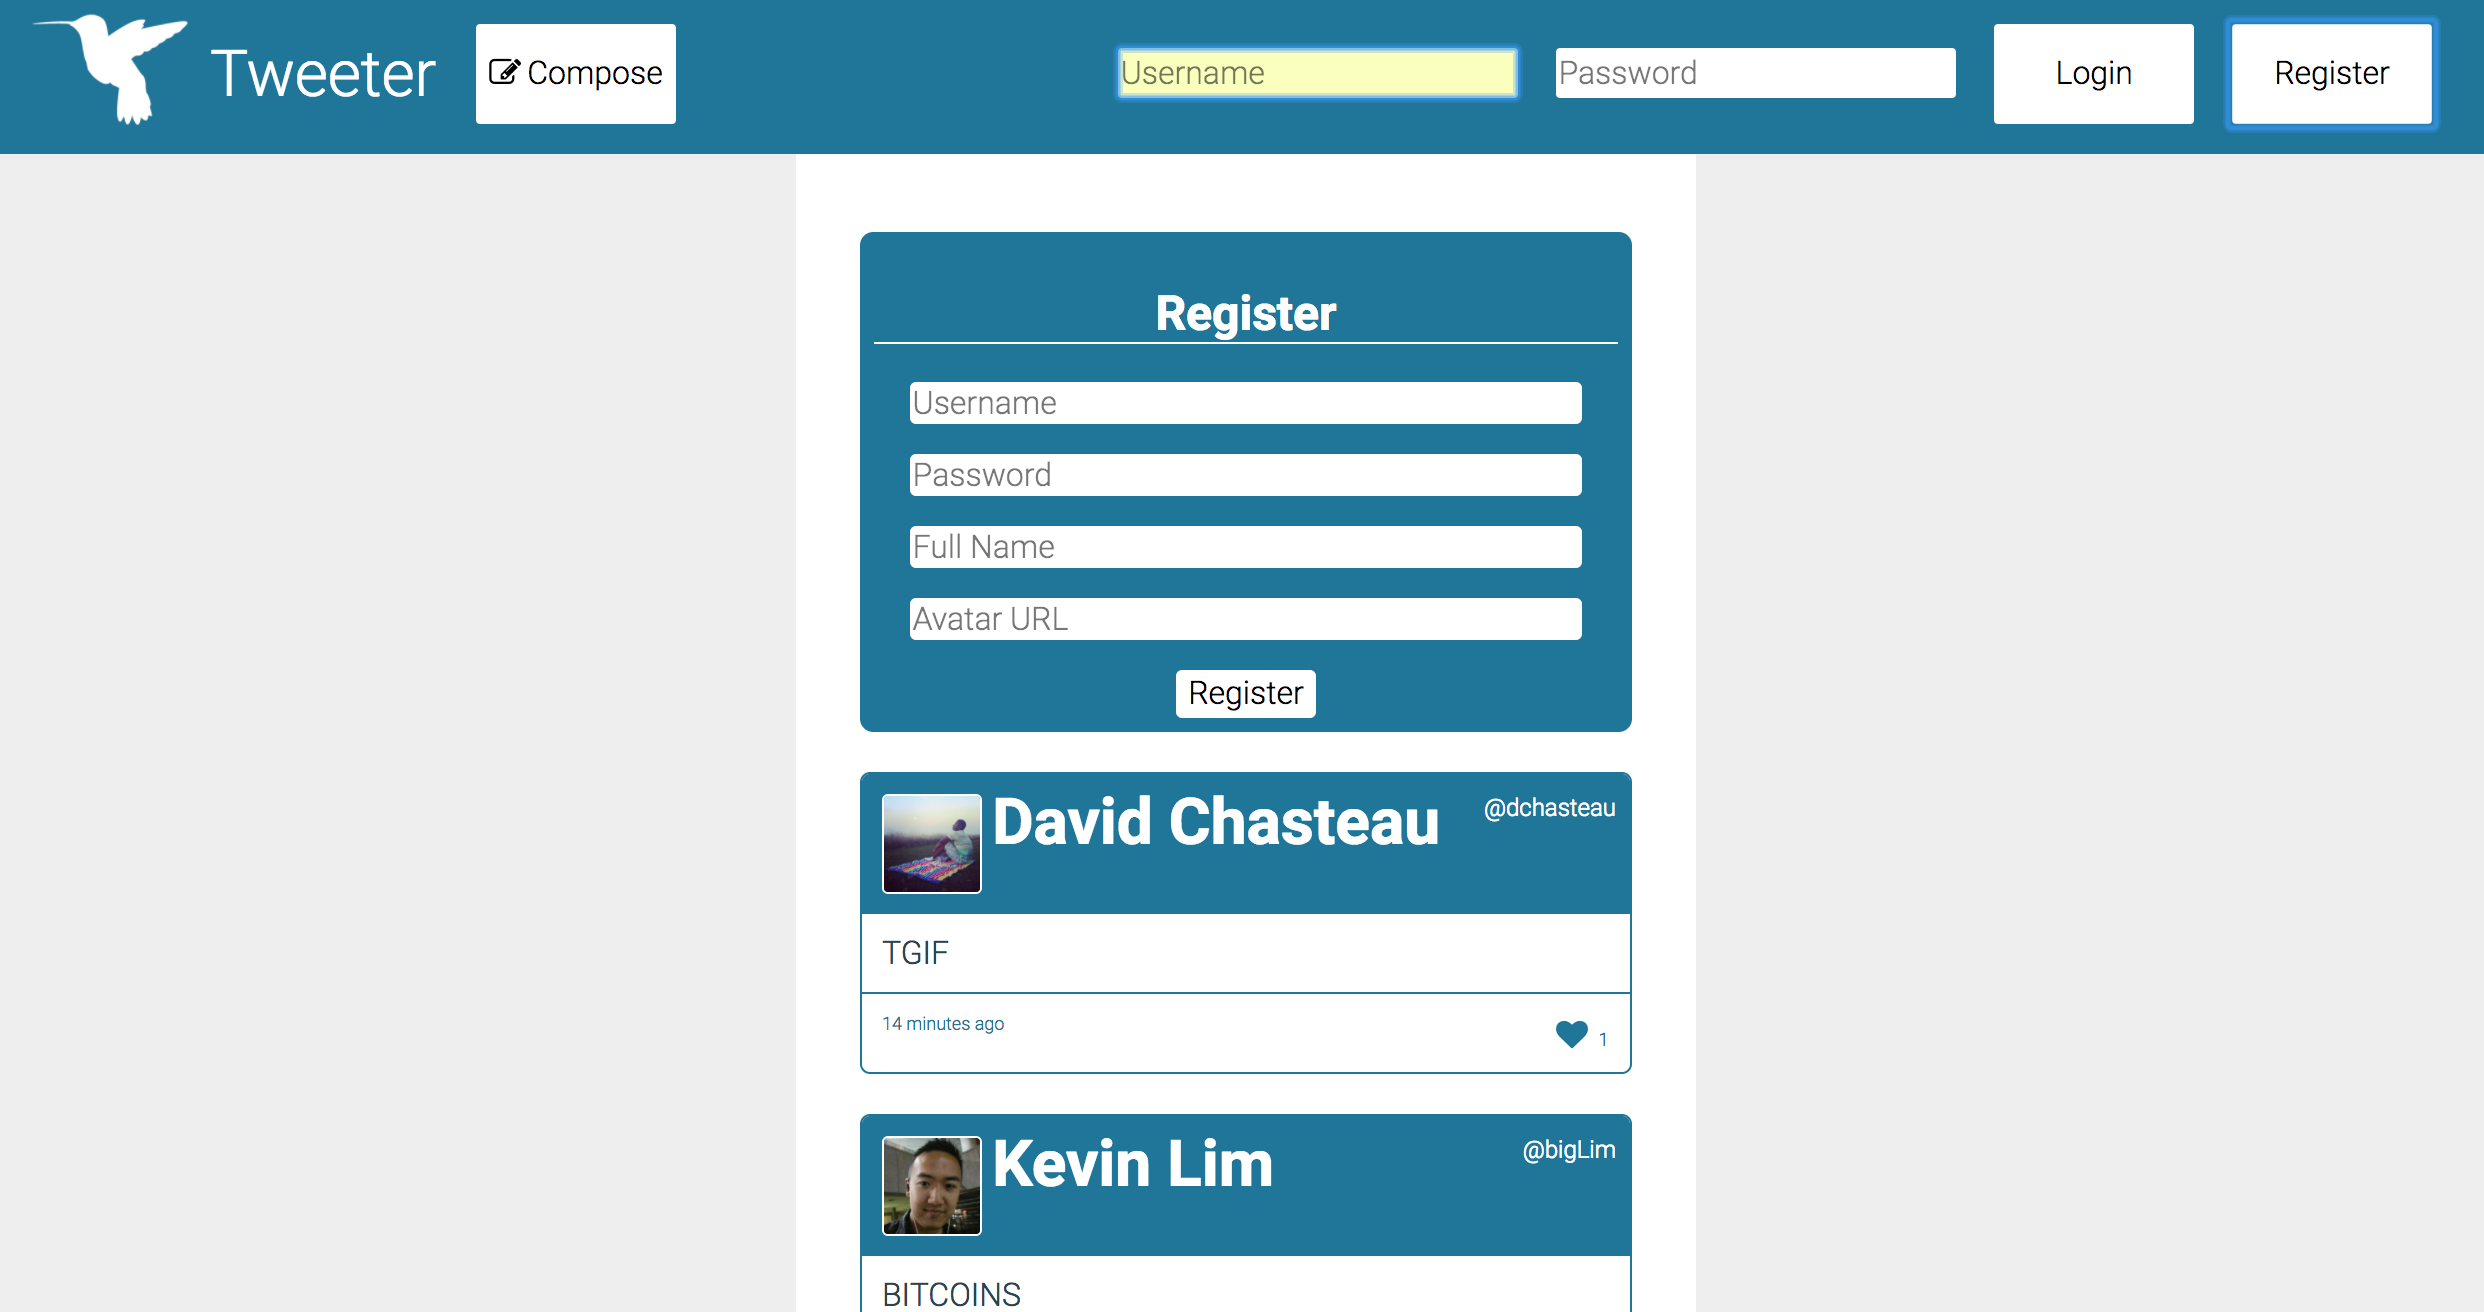 Tweeter
Compose
Username
Password
Login
Register
Register
Username
Password
Full Name
Avatar URL
Register
David Chasteau
@dchasteau
TGIF
14 minutes ago
1
Kevin Lim
@bigLim
BITCOINS